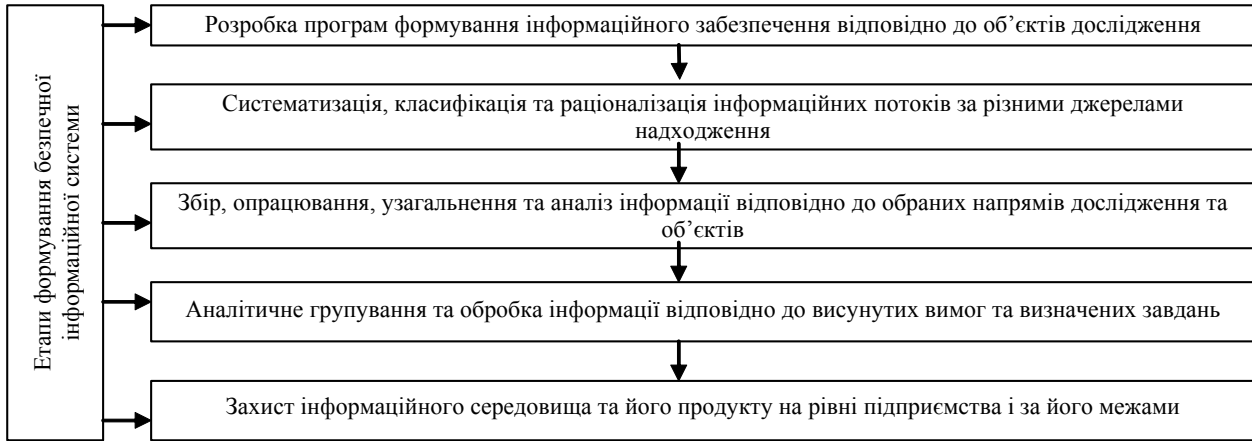 Етапи формування безпечної
інформаційної системи
Розробка програм формування інформаційного забезпечення відповідно до об’єктів дослідження
Систематизація, класифікація та раціоналізація інформаційних потоків за різними джерелами
надходження
Збір, опрацювання, узагальнення та аналіз інформації відповідно до обраних напрямів дослідження та
об’єктів
Аналітичне групування та обробка інформації відповідно до висунутих вимог та визначених завдань
Захист інформаційного середовища та його продукту на рівні підприємства і за його межами